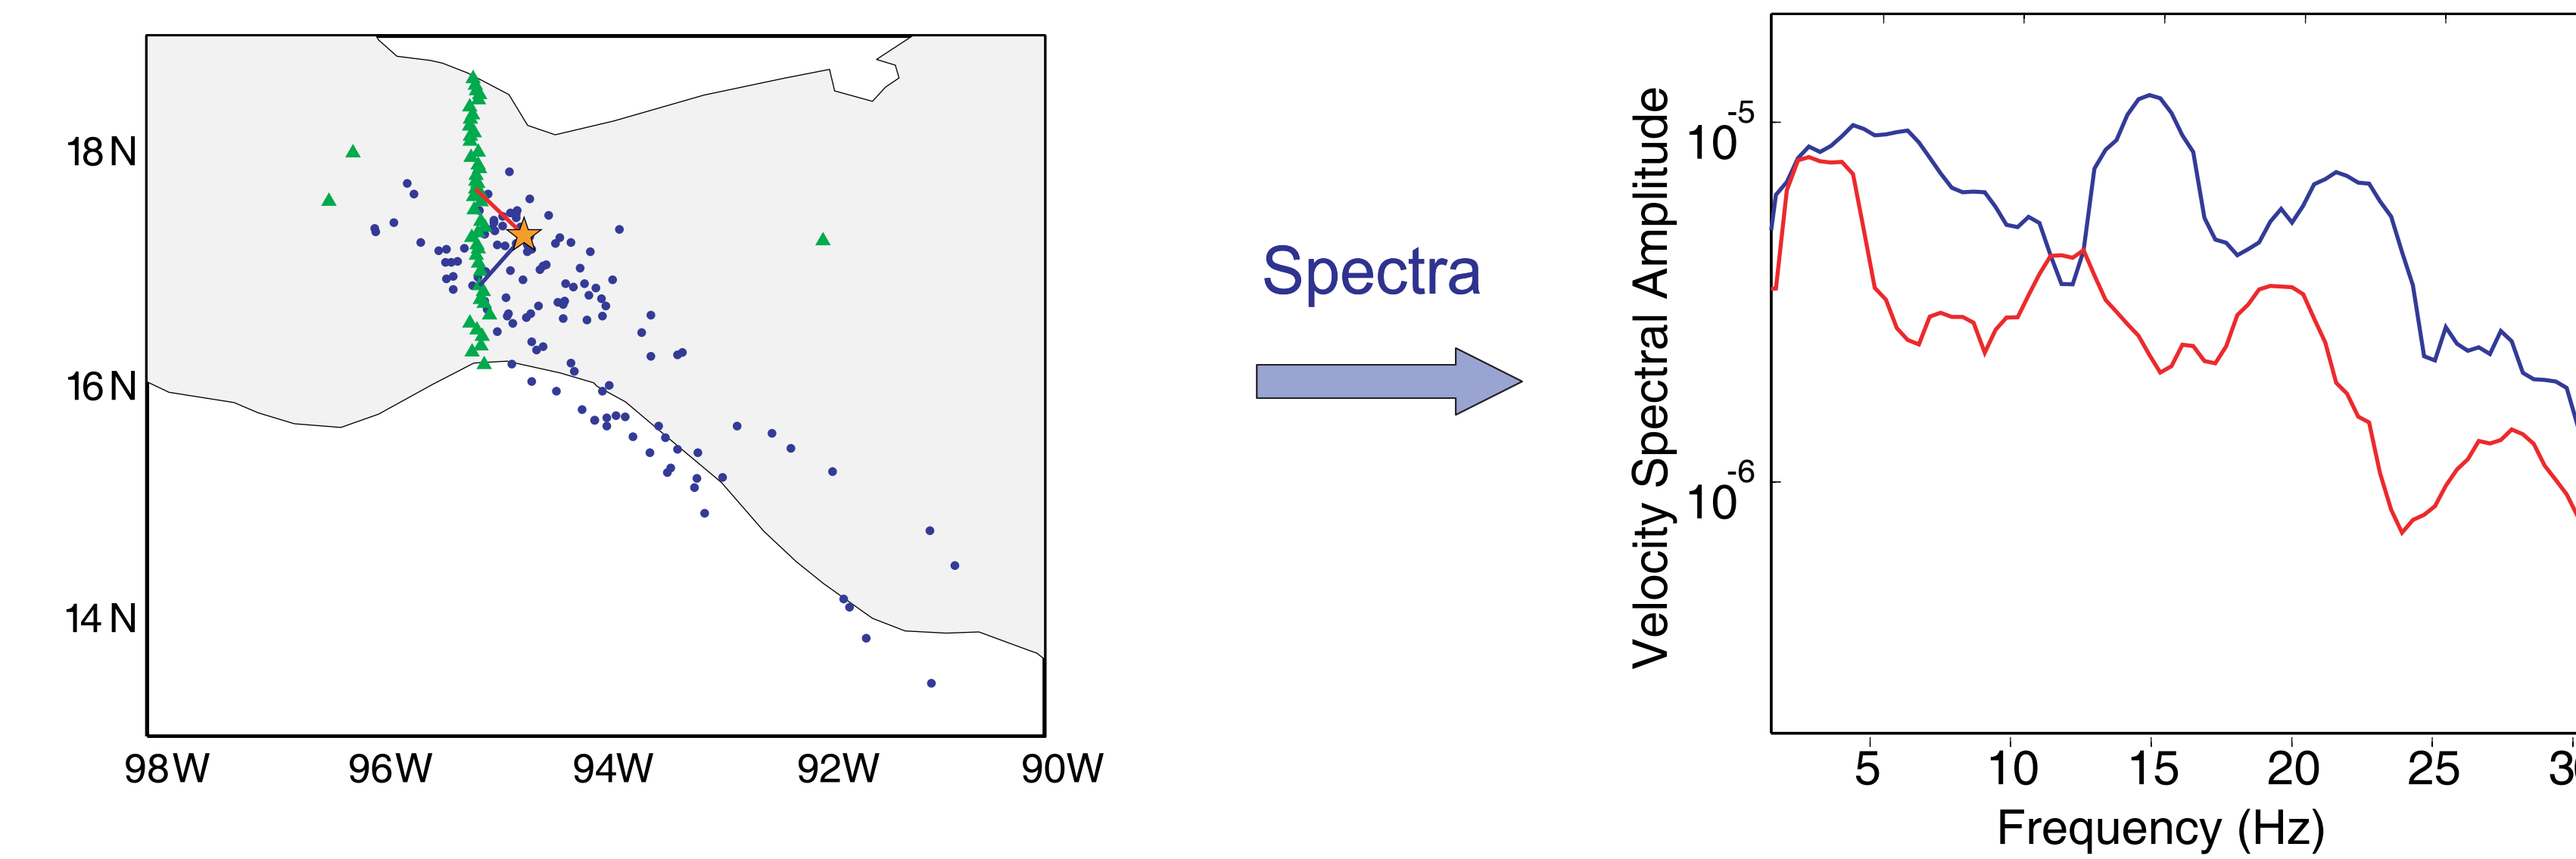 18 N
16 N
14 N
98W 96W 94W 92W 90W
Spectra
Velocity Spectral Amplitude
10-5
10-6
5 10 15 20 25
Frequency (Hz)